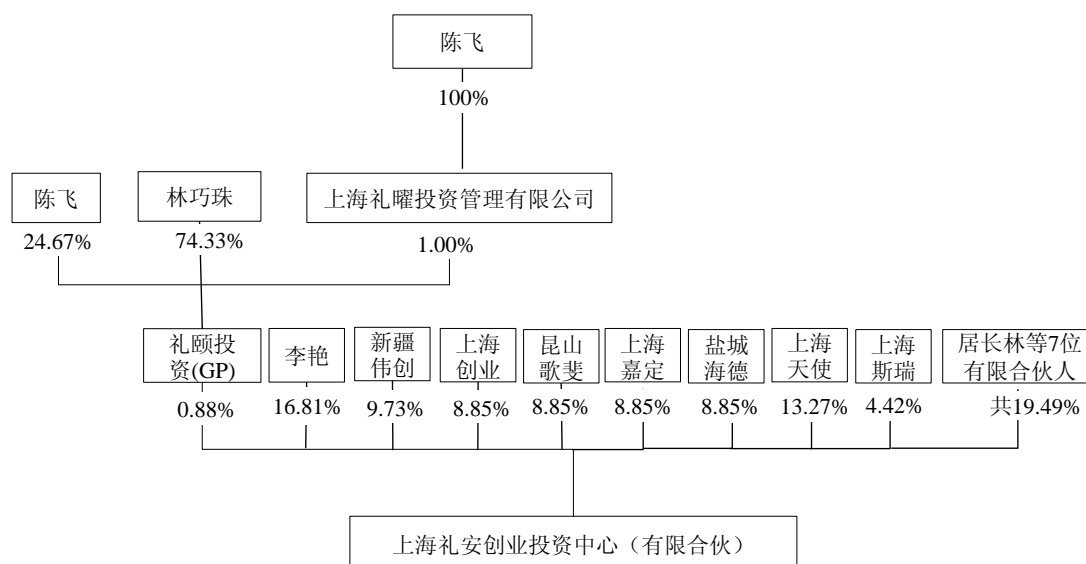 陈飞
100%
陈飞
林巧珠
上海礼曜投资管理有限公司
24.67%
74.33%
1.00%
礼颐投
资(GP)
李艳
新疆
伟创
上海
创业
昆山
歌斐
上海
嘉定
盐城
海德
上海
天使
上海
斯瑞
居长林等7位
有限合伙人
0.88%
16.81%
9.73%
8.85%
8.85%
8.85%
8.85%
13.27%
4.42%
共19.49%
上海礼安创业投资中心（有限合伙）